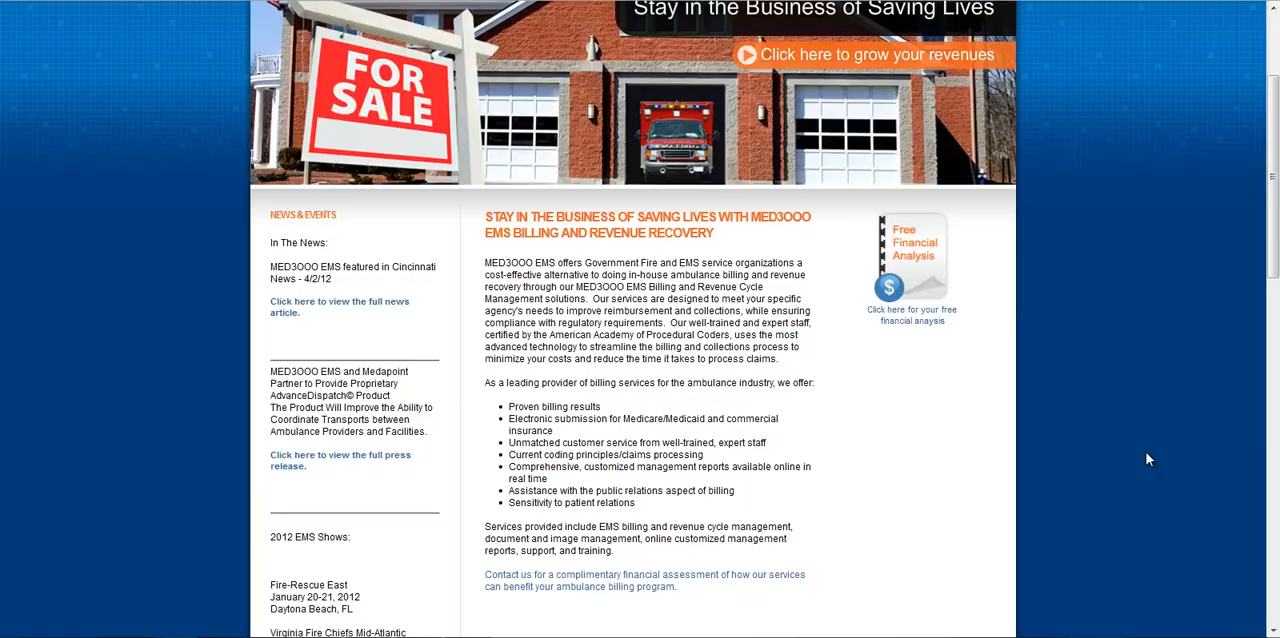 Stay in the Business of Saving Lives
Click here to grow your revenues
FOR
SALE
NEWS & EVENTS
In The News:
MED3OOO EMS featured in Cincinnati
News - 4/2/12
Click here to view the full news
article.
MED3OOO EMS and Medapoint
Partner to Provide Proprietary
AdvanceDispatch© Product
The Product Will Improve the Ability to
Coordinate Transports between
Ambulance Providers and Facilities.
Click here to view the full press
release.
2012 EMS Shows:
Fire-Rescue East
January 20-21, 2012
Daytona Beach, FL
Virginia Fire Chiefs Mid-Atlantic
STAY IN THE BUSINESS OF SAVING LIVES WITH MED3OOO
EMS BILLING AND REVENUE RECOVERY
MED3OOO EMS offers Government Fire and EMS service organizations a
cost-effective alternative to doing in-house ambulance billing and revenue
recovery through our MED3OOO EMS Billing and Revenue Cycle
Management solutions. Our services are designed to meet your specific
agency's needs to improve reimbursement and collections, while ensuring
compliance with regulatory requirements. Our well-trained and expert staff,
certified by the American Academy of Procedural Coders, uses the most
advanced technology to streamline the billing and collections process to
minimize your costs and reduce the time it takes to process claims.
As a leading provider of billing services for the ambulance industry, we offer:
• Proven billing results
• Electronic submission for Medicare/Medicaid and commercial
insurance
• Unmatched customer service from well-trained, expert staff
• Current coding principles/claims processing
• Comprehensive, customized management reports available online in
real time
• Assistance with the public relations aspect of billing
• Sensitivity to patient relations
Services provided include EMS billing and revenue cycle management,
document and image management, online customized management
reports, support, and training.
Contact us for a complimentary financial assessment of how our services
can benefit your ambulance billing program.
Free
Financial
Analysis
$
Click here for your free
financial anaysis